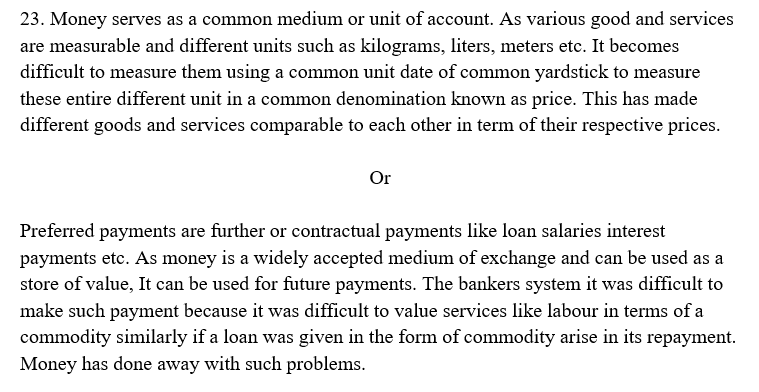 23. Money serves as a common medium or unit of account. As various good and services
are measurable and different units such as kilograms, liters, meters etc. It becomes
difficult to measure them using a common unit date of common yardstick to measure
these entire different unit in a common denomination known as price. This has made
different goods and services comparable to each other in term of their respective prices.
Or
Preferred payments are further or contractual payments like loan salaries interest
payments etc. As money is a widely accepted medium of exchange and can be used as a
store of value, It can be used for future payments. The bankers system it was difficult to
make such payment because it was difficult to value services like labour in terms of a
commodity similarly if a loan was given in the form of commodity arise in its repayment.
Money has done away with such problems.